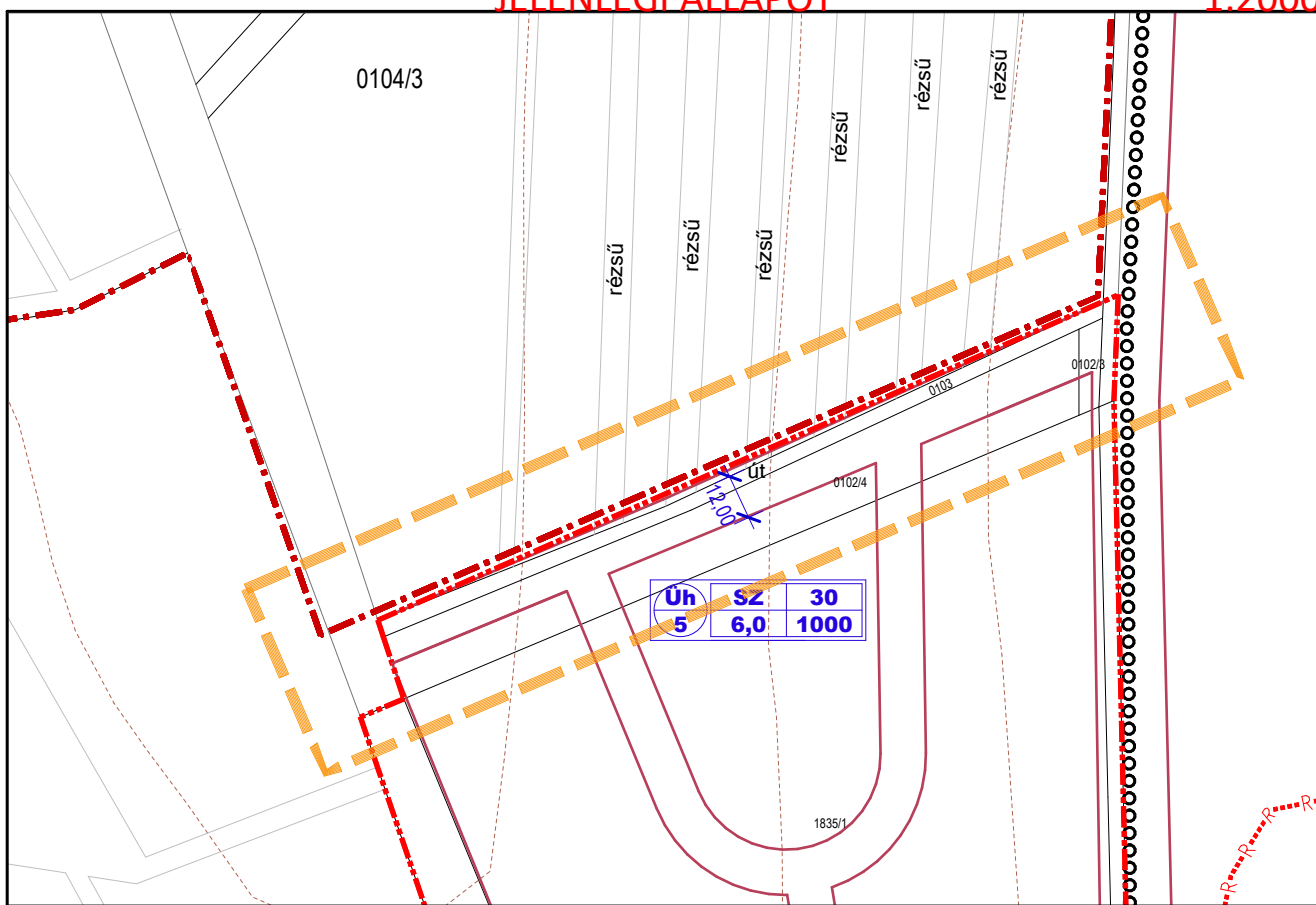 JELENLEGI ÁLLAPOT
1:2000
0104/3
rézsű
rézsű
rézsű
rézsű
rézsű
rézsű
rézsű
0102/3
0103
út
0102/4
12,00
Üh SZ 30
5 6,0 1000
1835/1
R
R
R
R
R